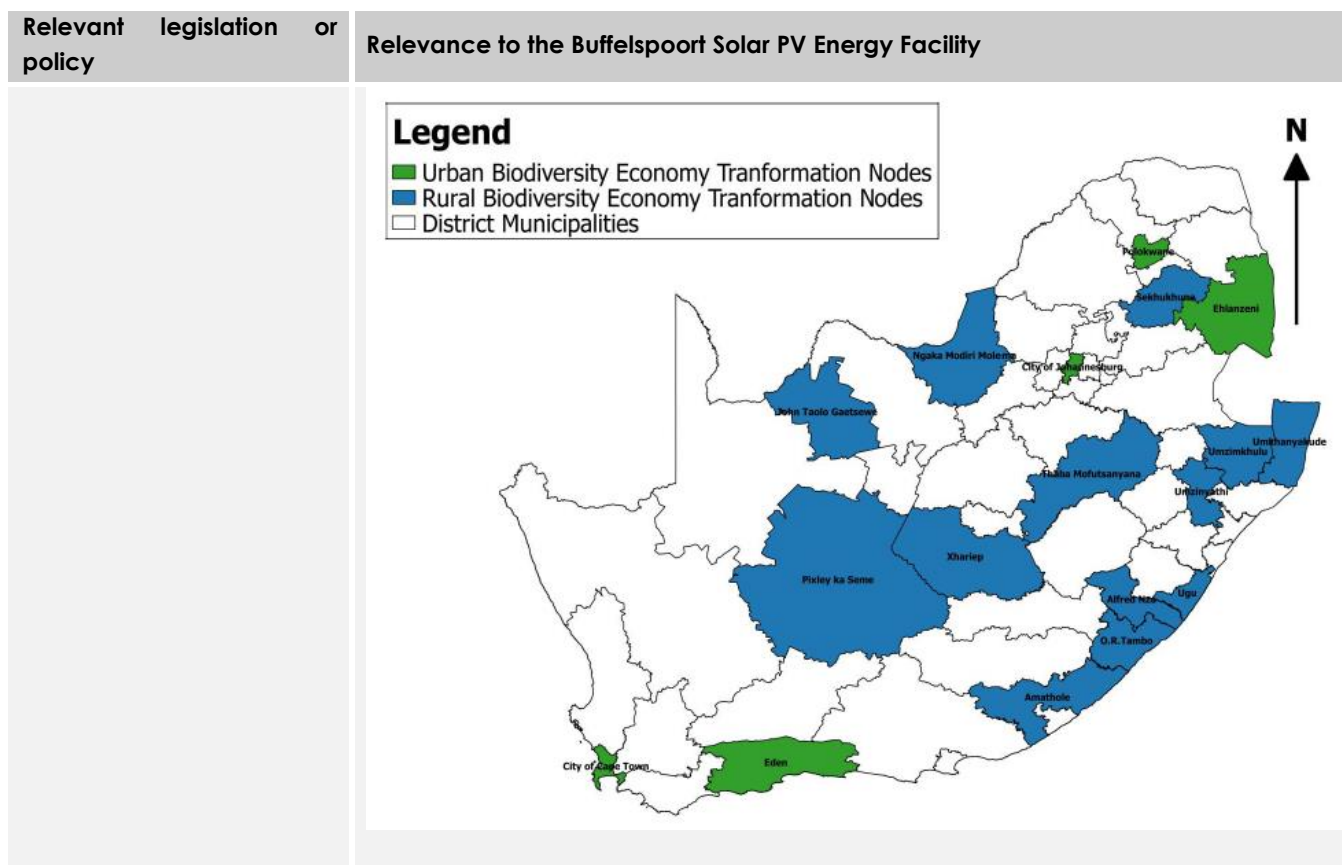 Relevant legislation or
policy
Relevance to the Buffelspoort Solar PV Energy Facility
Legend
Urban Biodiversity Economy Tranformation Nodes
Rural Biodiversity Economy Tranformation Nodes
District Municipalities
N
Polokwane
Sekhukhune
Ehlanzeni
Ngaka Modiri Molema
City of Johannesburg
John Taolo Gaetsewe
Umkhanyakude
Umzimkhulu
Thabo Mofutsanyana
Umzinyathi
Xhariep
Pixley ka Seme
Alfred Nzo
Ugu
O.R.Tambo
Amathole
City of Cape Town
Eden